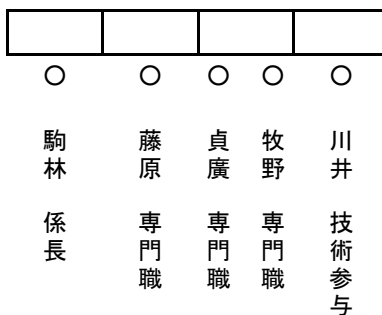 駒林 係長
藤原 専門職
貞廣 専門職
牧野 専門職
川井 技術参与